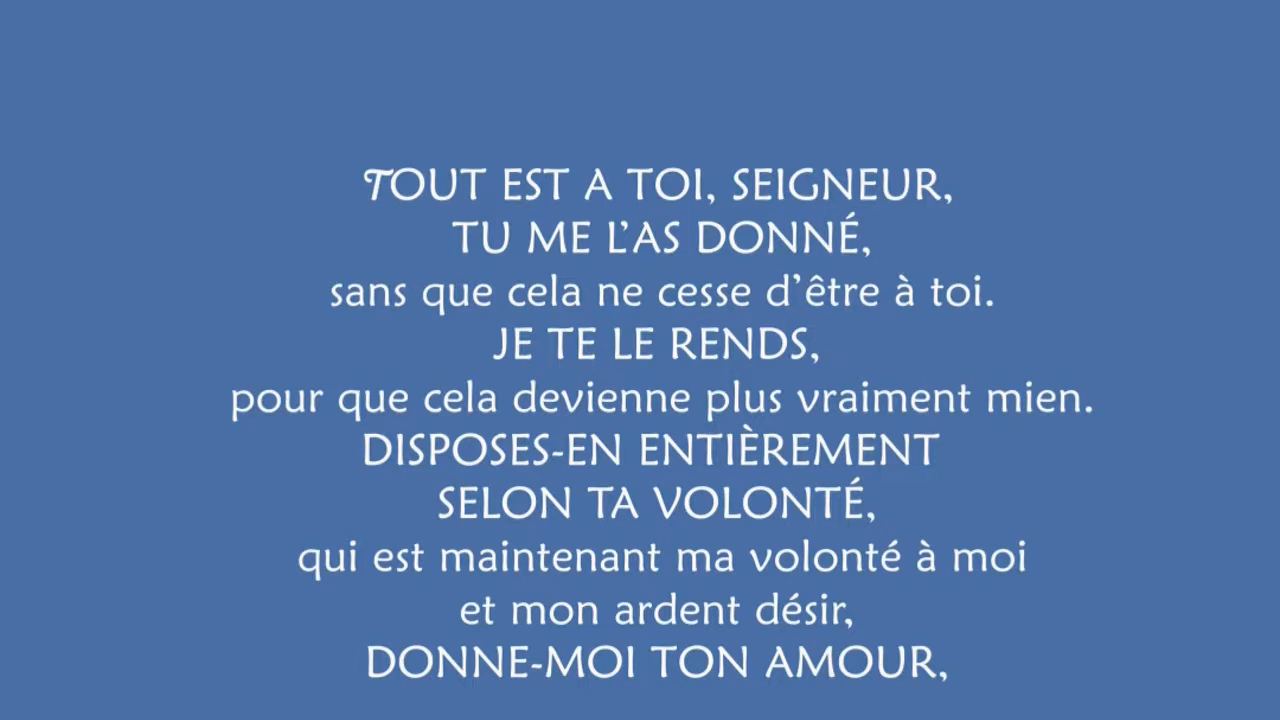 TOUT EST A TOI, SEIGNEUR,
TU ME L’AS DONNÉ,
sans que cela ne cesse d’être à toi.
JE TE LE RENDS,
pour que cela devienne plus vraiment mien.
DISPOSES-EN ENTIÈREMENT
SELON TA VOLONTÉ,
qui est maintenant ma volonté à moi
et mon ardent désir,
DONNE-MOI TON AMOUR,